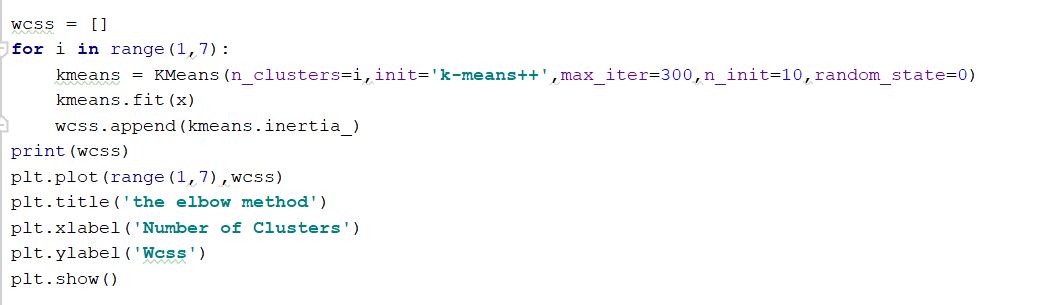 wcss = []
for i in range(1,7):
    kmeans = KMeans(n_clusters=i,init='k-means++',max_iter=300,n_init=10,random_state=0)
    kmeans.fit(x)
    wcss.append(kmeans.inertia_)
print(wcss)
plt.plot(range(1,7),wcss)
plt.title('the elbow method')
plt.xlabel('Number of Clusters')
plt.ylabel('Wcss')
plt.show()